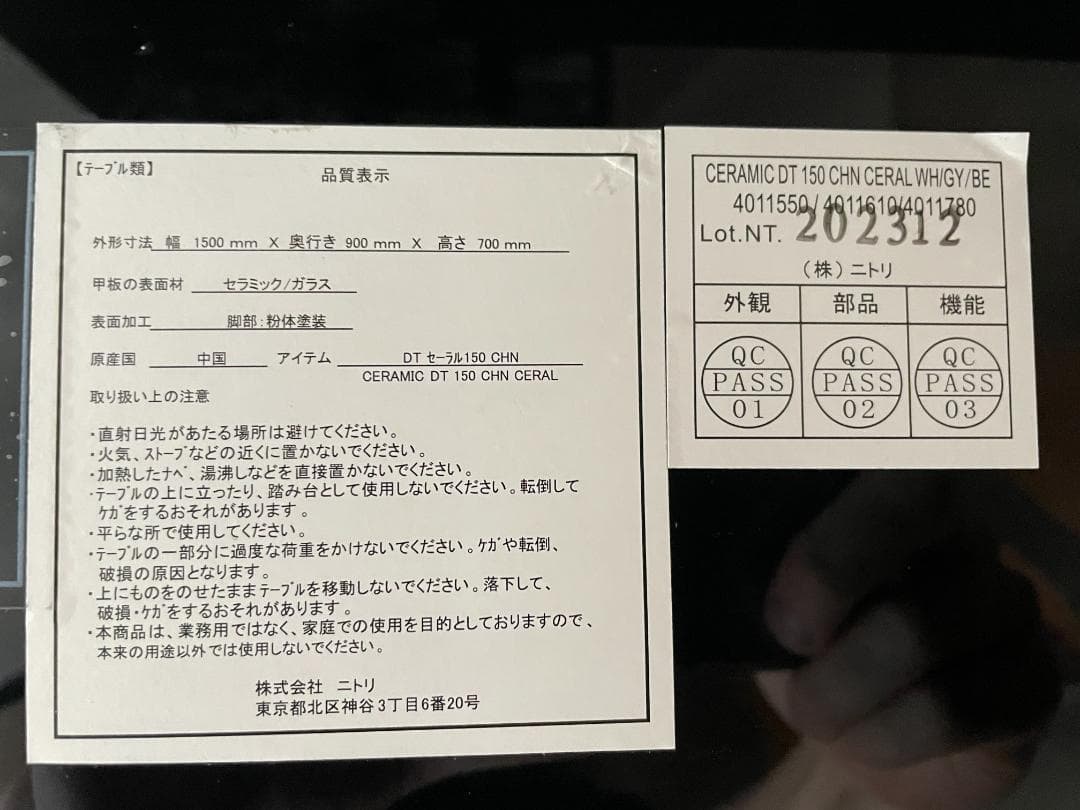 【ﾃｰﾌﾞﾙ類】
品質表示
外形寸法 幅 1500 mm X 奥行き 900 mm X 高さ 700 mm
甲板の表面材 セラミック/ガラス
表面加工 脚部:粉体塗装
原産国 中国 アイテム DT ｾｰﾗﾙ150 CHN
CERAMIC DT 150 CHN CERAL
取り扱い上の注意
・直射日光があたる場所は避けてください。
・火気、ｽﾄｰﾌﾞなどの近くに置かないでください。
・加熱したﾅﾍﾞ、湯沸しなどを直接置かないでください。
・ﾃｰﾌﾞﾙの上に立ったり、踏み台として使用しないでください。転倒して
ｹｶﾞをするおそれがあります。
・平らな所で使用してください。
・ﾃｰﾌﾞﾙの一部分に過度な荷重をかけないでください。ｹｶﾞや転倒、
破損の原因となります。
・上にものをのせたままﾃｰﾌﾞﾙを移動しないでください。落下して、
破損・ｹｶﾞをするおそれがあります。
・本商品は、業務用ではなく、家庭での使用を目的としておりますので、
本来の用途以外では使用しないでください。
株式会社 ニトリ
東京都北区神谷3丁目6番20号
CERAMIC DT 150 CHN CERAL WH/GY/BE
4011550/4011610/4011780
Lot.NT. 202312
(株)ニトリ
外観 部品 機能
QC QC QC
PASS PASS PASS
01 02 03